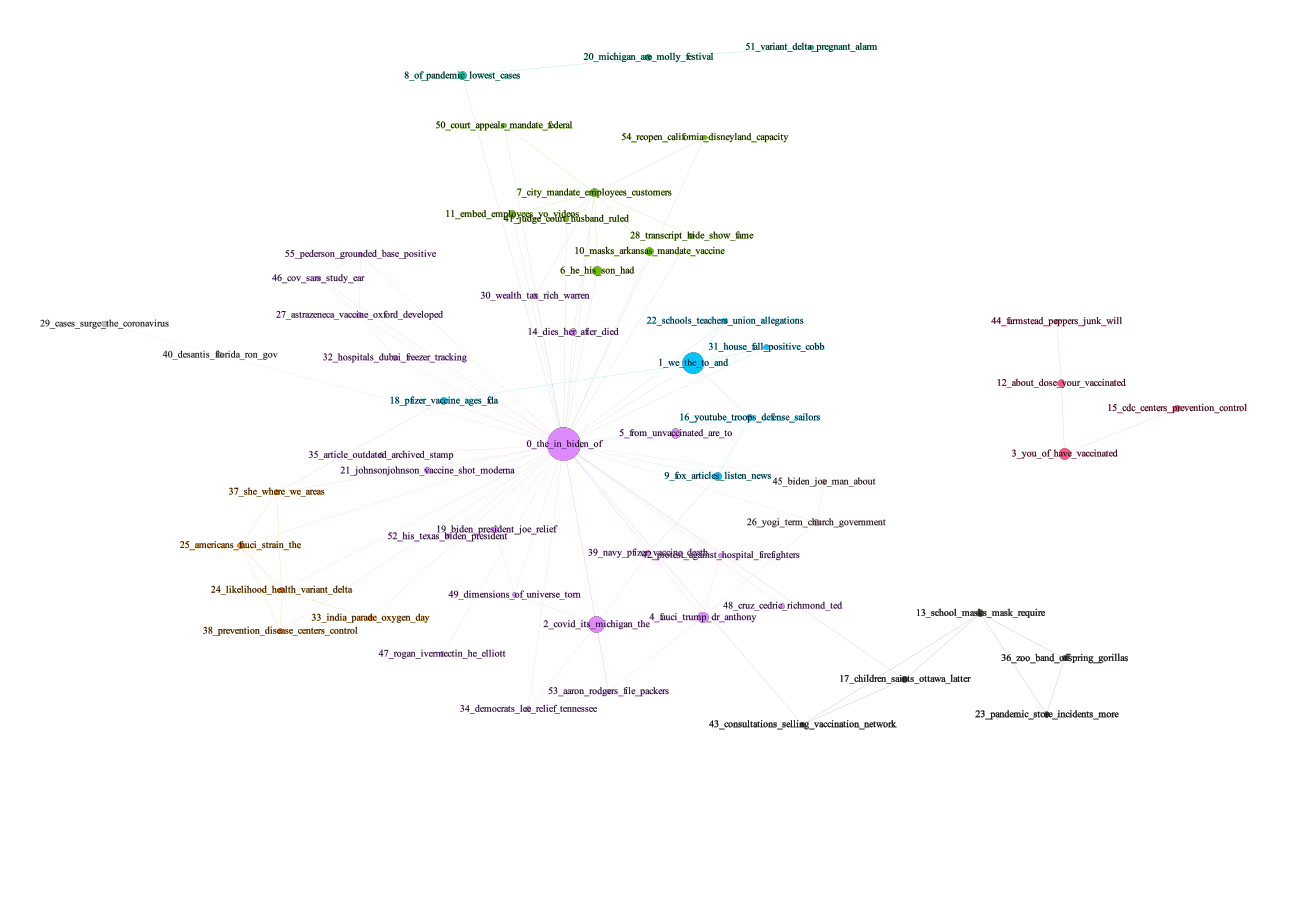 51_variant_delta_pregnant_alarm
20_michigan_are_molly_festival
8_of_pandemic_lowest_cases
50_court_appeals_mandate_federal
54_reopen_california_disneyland_capacity
7_city_mandate_employees_customers
11_embed_employees_yo_videos
41_judge_court_husband_ruled
28_transcript_hide_show_fame
10_masks_arkansas_mandate_vaccine
55_pederson_grounded_base_positive
6_he_his_son_had
46_cov_sars_study_ear
30_wealth_tax_rich_warren
27_astrazeneca_vaccine_oxford_developed
22_schools_teachers_union_allegations
44_farmstead_peppers_junk_will
29_cases_surge_the_coronavirus
14_dies_her_after_died
31_house_fall_positive_cobb
40_desantis_florida_ron_gov
32_hospitals_dubai_freezer_tracking
1_we_the_to_and
12_about_dose_your_vaccinated
18_pfizer_vaccine_ages_fda
15_cdc_centers_prevention_control
16_youtube_troops_defense_sailors
5_from_unvaccinated_are_to
0_the_in_biden_of
35_article_outdated_archived_stamp
3_you_of_have_vaccinated
21_johnsonjohnson_vaccine_shot_moderna
9_fox_articles_listen_news
45_biden_joe_man_about
37_she_where_we_areas
26_yogi_term_church_government
19_biden_president_joe_relief
52_his_texas_biden_president
25_americans_fauci_strain_the
39_navy_pfizer_vaccine_death
42_protest_against_hospital_firefighters
24_likelihood_health_variant_delta
49_dimensions_of_universe_torn
48_cruz_cedric_richmond_ted
13_school_masks_mask_require
33_india_parade_oxygen_day
4_fauci_trump_dr_anthony
2_covid_its_michigan_the
38_prevention_disease_centers_control
47_rogan_ivermectin_he_elliott
36_zoo_band_offspring_gorillas
17_children_saints_ottawa_latter
53_aaron_rodgers_file_packers
34_democrats_lee_relief_tennessee
23_pandemic_store_incidents_more
43_consultations_selling_vaccination_network